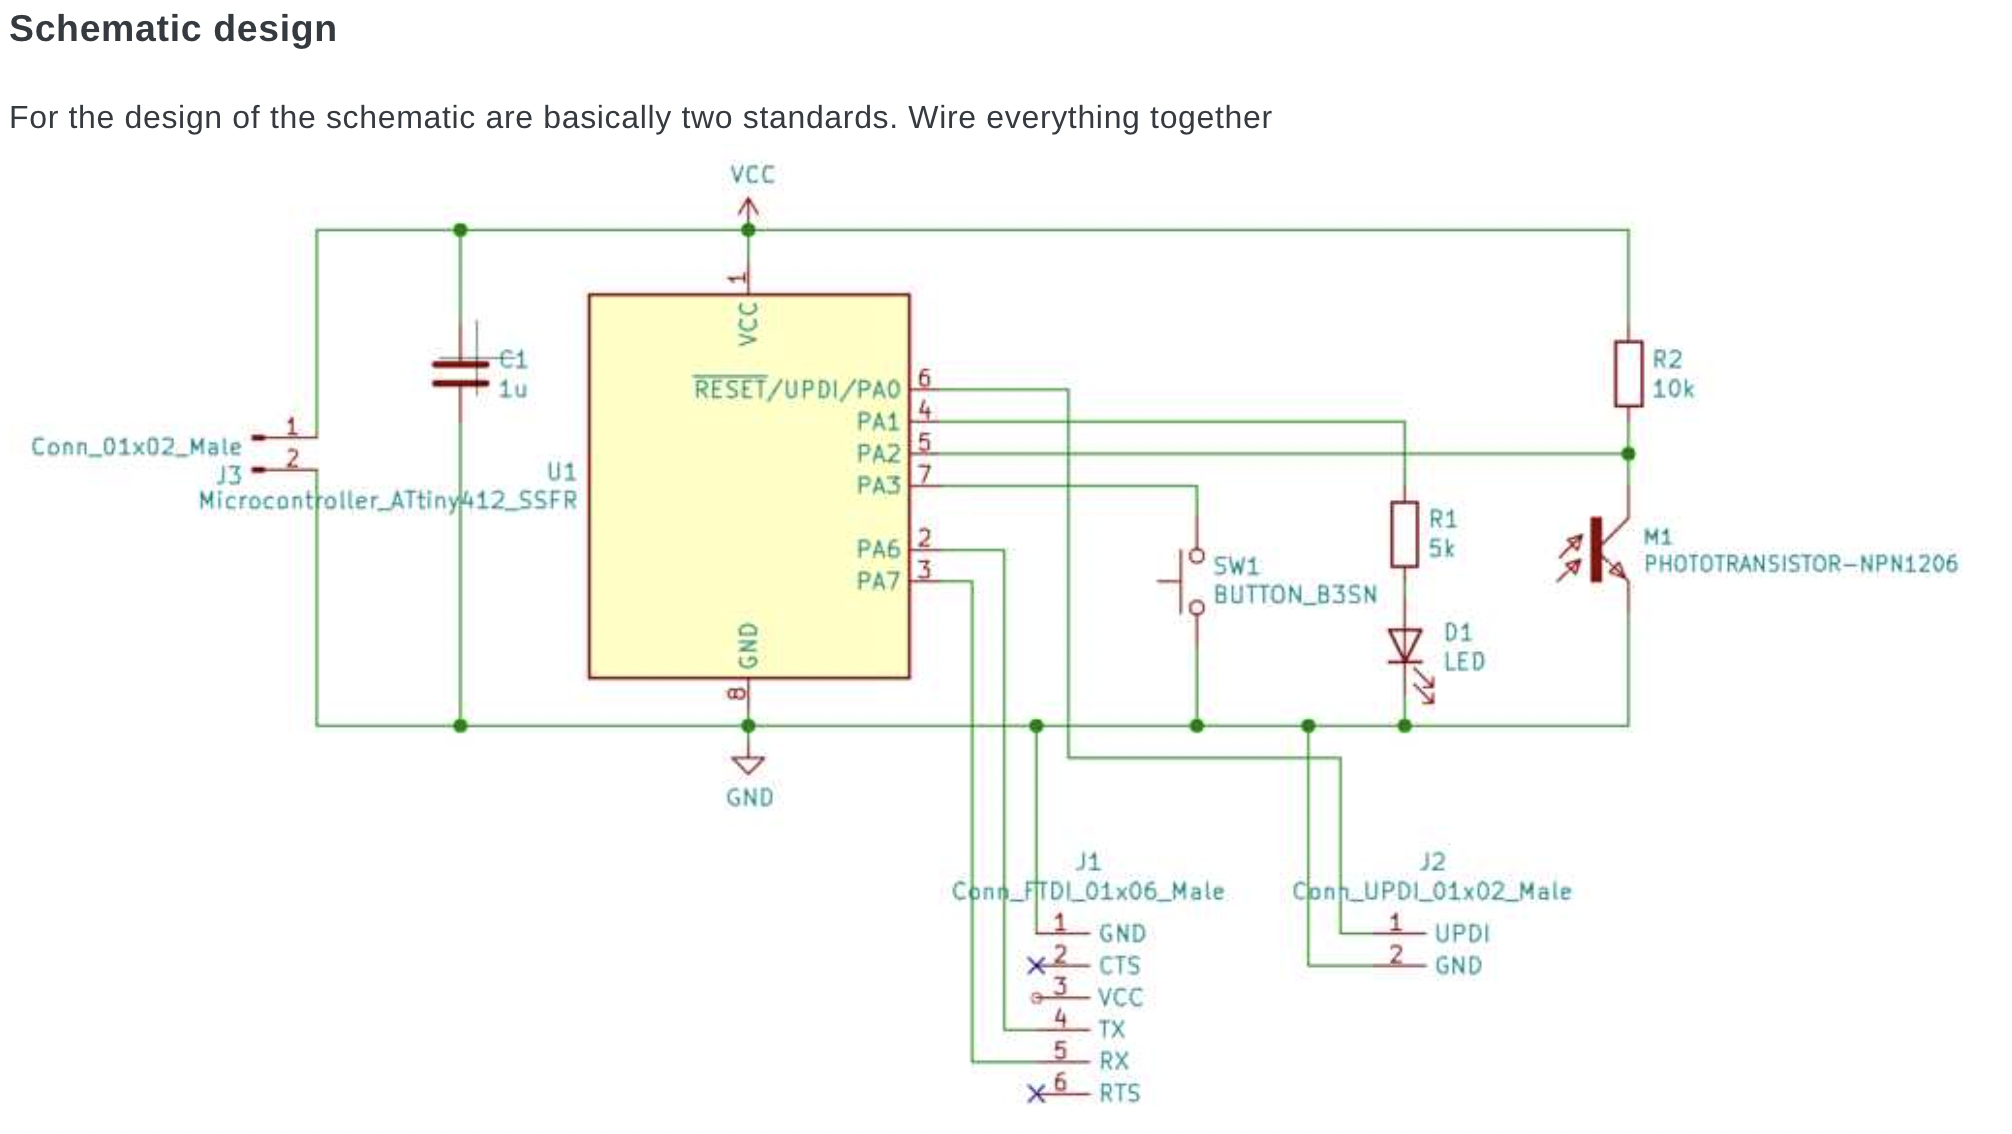 Schematic design
For the design of the schematic are basically two standards. Wire everything together
VCC
1
VCC
C1
1u
RESET/UPDI/PA0 6
PA1 4
PA2 5
PA3 7
PA6 2
PA7 3
R2
10k
1
2
Conn_01x02_Male
J3
U1
Microcontroller_ATtiny412_SSFR
R1
5k
M1
PHOTOTRANSISTOR-NPN1206
SW1
BUTTON_B3SN
D1
LED
GND
8
GND
J1
Conn_FTDI_01x06_Male
1 GND
2 CTS
3 VCC
4 TX
5 RX
6 RTS
J2
Conn_UPDI_01x02_Male
1 UPDI
2 GND